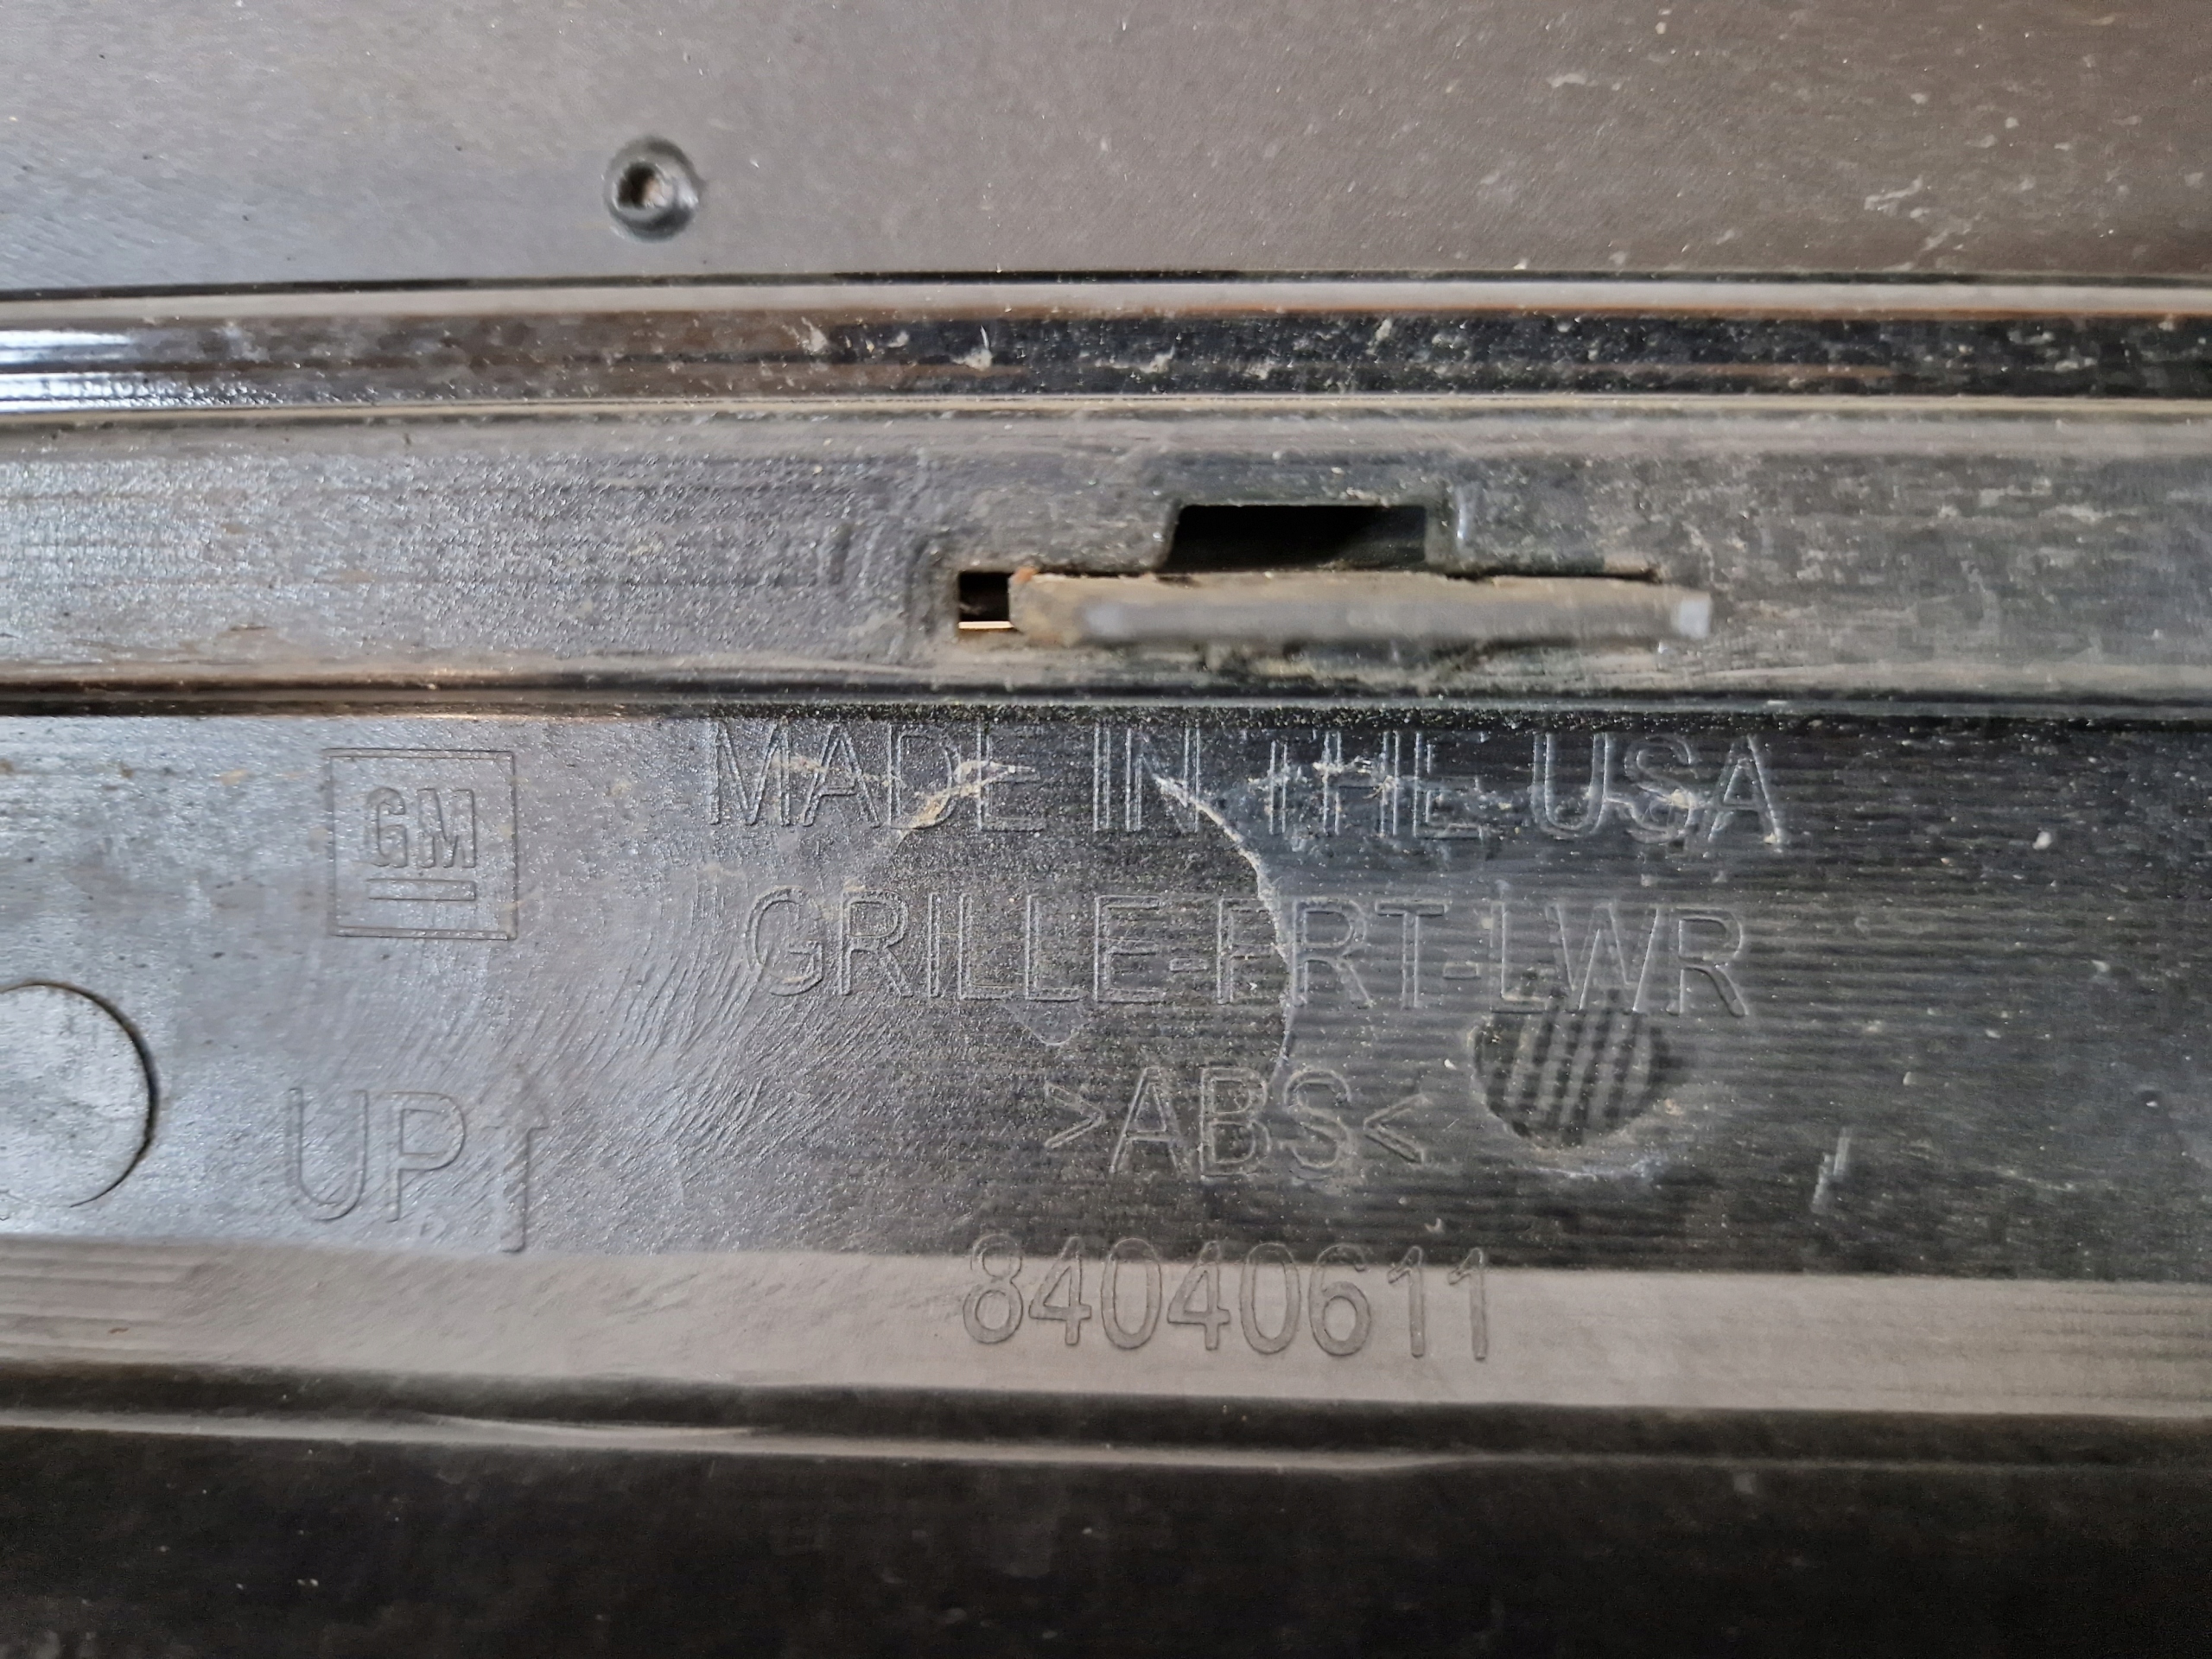 GM
MADE IN THE USA
GRILLE-FRT-LWR
>ABS<
UP↑
84040611